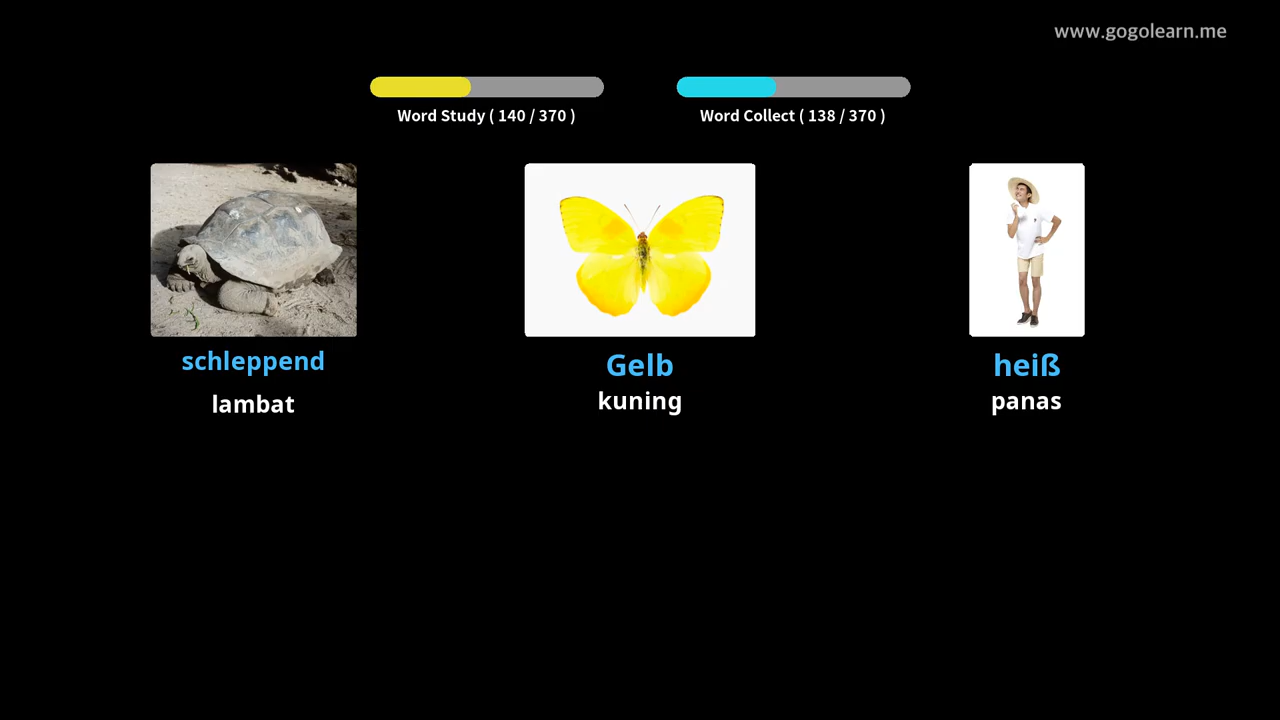 www.gogolearn.me
Word Study ( 140 / 370 )
Word Collect ( 138 / 370 )
schleppend
lambat
Gelb
kuning
heiß
panas